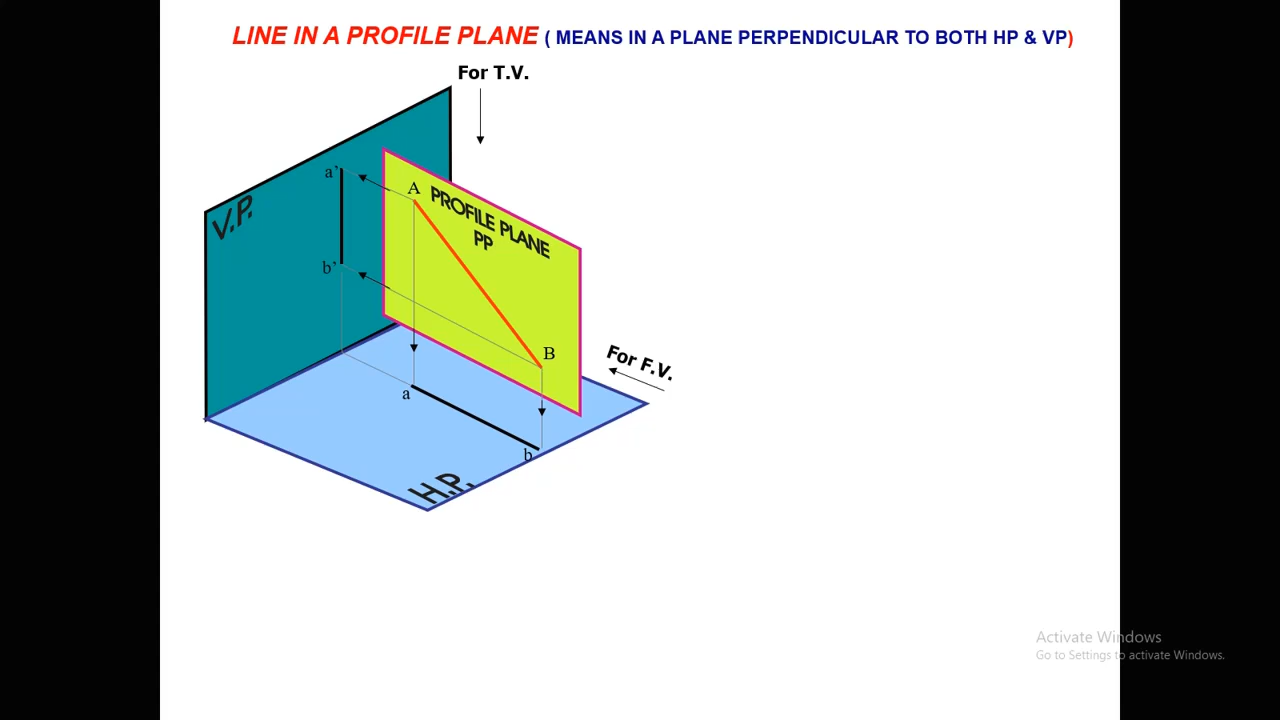 LINE IN A PROFILE PLANE ( MEANS IN A PLANE PERPENDICULAR TO BOTH HP & VP)
For T.V.
a’
A
PROFILE PLANE
PP
V.P.
b’
B
For F.V.
a
b
H.P.
Activate Windows
Go to Settings to activate Windows.